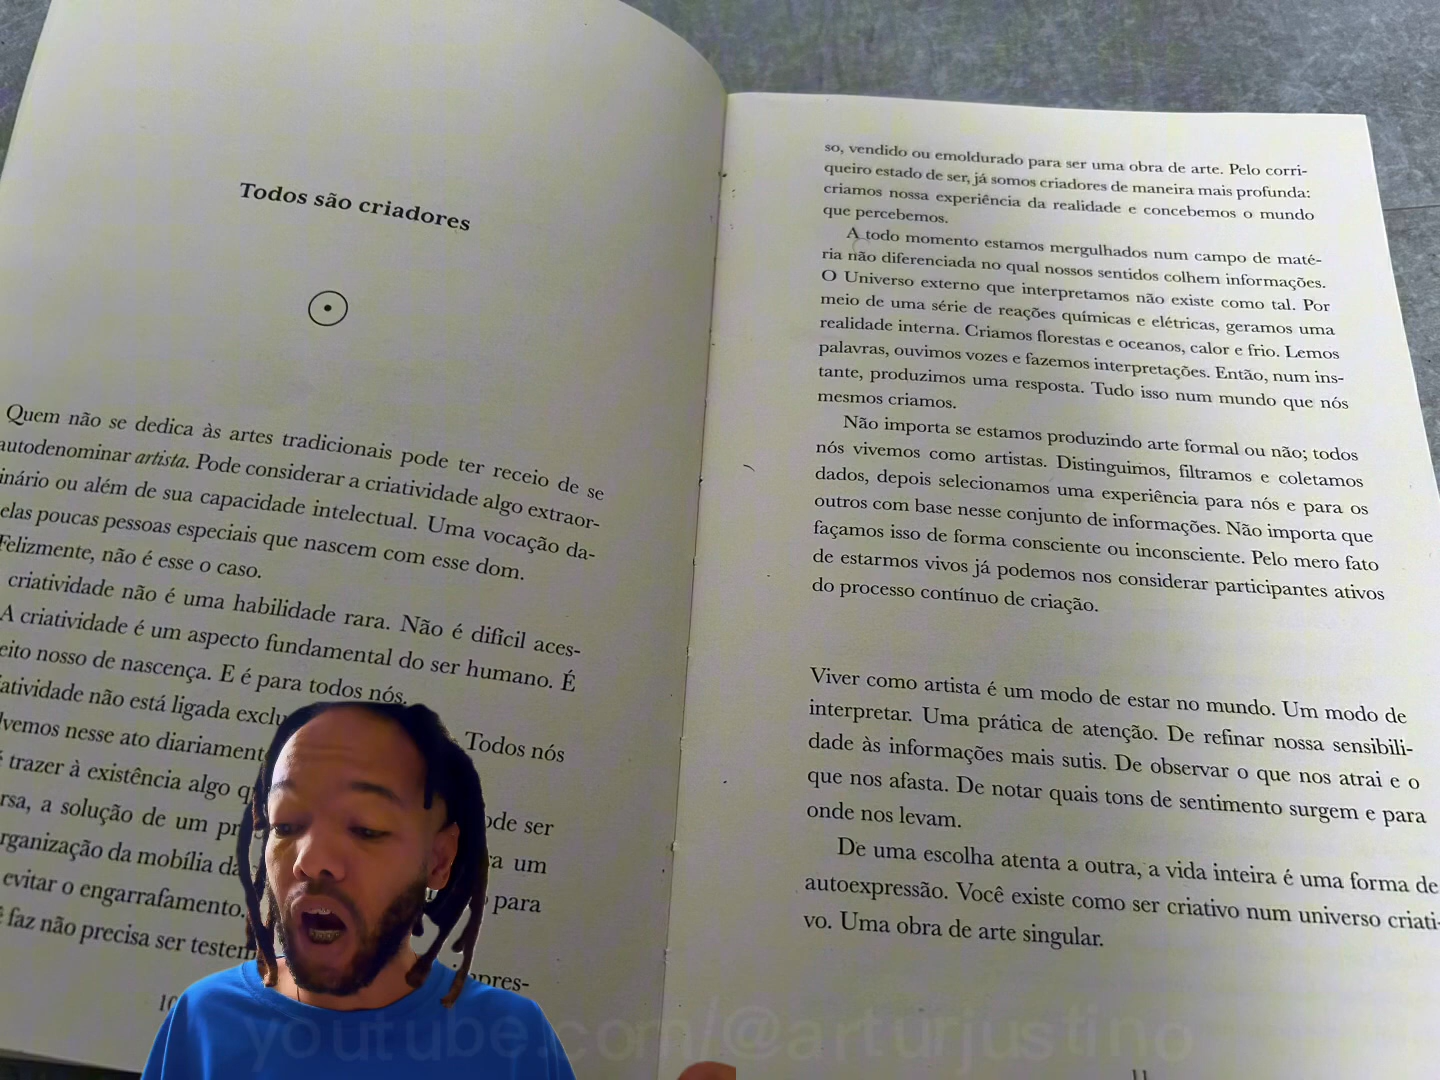 Todos são criadores
Quem não se dedica às artes tradicionais pode ter receio de se
autodenominar artista. Pode considerar a criatividade algo extraor-
inário ou além de sua capacidade intelectual. Uma vocação da-
elas poucas pessoas especiais que nascem com esse dom.
Felizmente, não é esse o caso.
criatividade não é uma habilidade rara. Não é difícil aces-
A criatividade é um aspecto fundamental do ser humano. É
eito nosso de nascença. E é para todos nós.
iatividade não está ligada exclu Todos nós
lvemos nesse ato diariament
é trazer à existência algo q ode ser
rsa, a solução de um pr ra um
rganização da mobília da para
evitar o engarrafamento.
ê faz não precisa ser testem
impres-
10
so, vendido ou emoldurado para ser uma obra de arte. Pelo corri-
queiro estado de ser, já somos criadores de maneira mais profunda:
criamos nossa experiência da realidade e concebemos o mundo
que percebemos.
A todo momento estamos mergulhados num campo de maté-
ria não diferenciada no qual nossos sentidos colhem informações.
O Universo externo que interpretamos não existe como tal. Por
meio de uma série de reações químicas e elétricas, geramos uma
realidade interna. Criamos florestas e oceanos, calor e frio. Lemos
palavras, ouvimos vozes e fazemos interpretações. Então, num ins-
tante, produzimos uma resposta. Tudo isso num mundo que nós
mesmos criamos.
Não importa se estamos produzindo arte formal ou não; todos
nós vivemos como artistas. Distinguimos, filtramos e coletamos
dados, depois selecionamos uma experiência para nós e para os
outros com base nesse conjunto de informações. Não importa que
façamos isso de forma consciente ou inconsciente. Pelo mero fato
de estarmos vivos já podemos nos considerar participantes ativos
do processo contínuo de criação.
Viver como artista é um modo de estar no mundo. Um modo de
interpretar. Uma prática de atenção. De refinar nossa sensibili-
dade às informações mais sutis. De observar o que nos atrai e o
que nos afasta. De notar quais tons de sentimento surgem e para
onde nos levam.
De uma escolha atenta a outra, a vida inteira é uma forma de
autoexpressão. Você existe como ser criativo num universo criati-
vo. Uma obra de arte singular.
11
youtube.com/@arturjustino